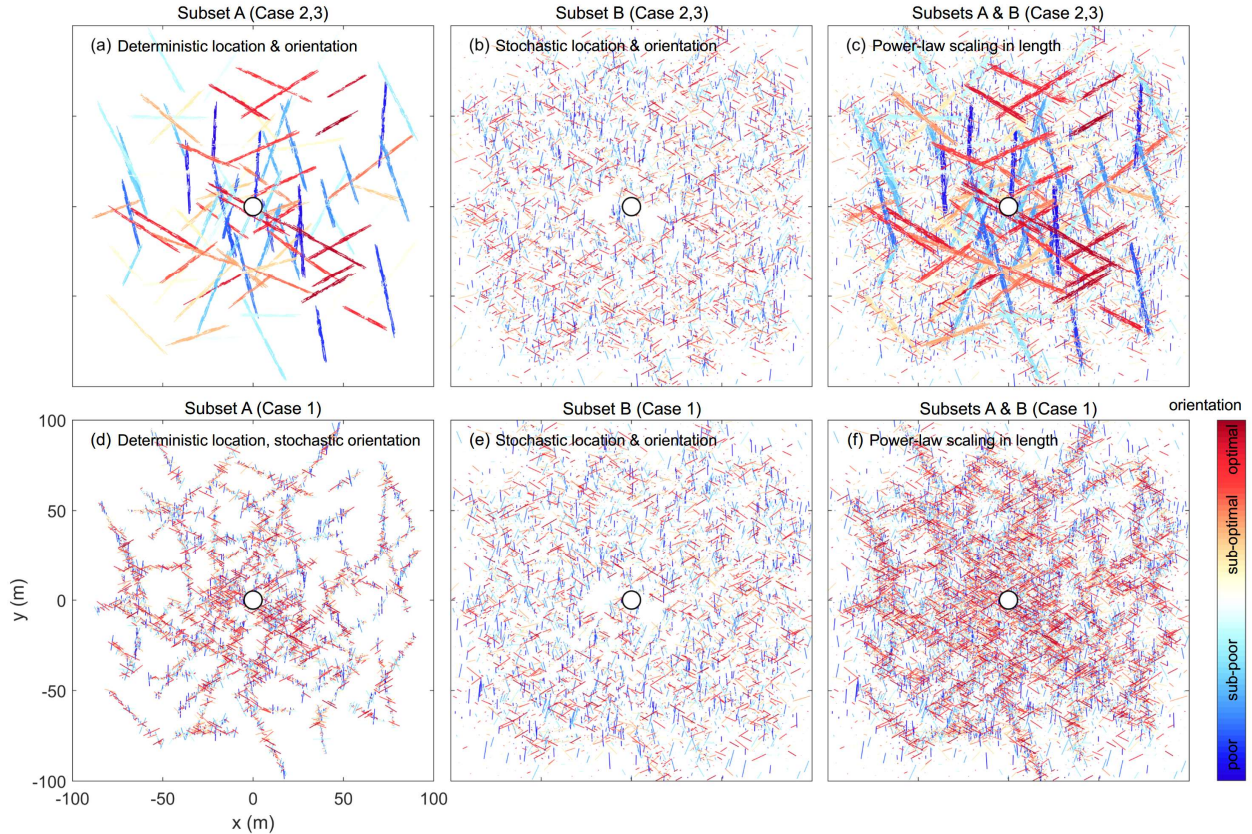 Subset A (Case 2,3)
Subset B (Case 2,3)
Subsets A & B (Case 2,3)
(a) Deterministic location & orientation
(b) Stochastic location & orientation
(c) Power-law scaling in length
Subset A (Case 1)
Subset B (Case 1)
Subsets A & B (Case 1)
orientation
(d) Deterministic location, stochastic orientation
(e) Stochastic location & orientation
(f) Power-law scaling in length
100
50
0
-50
-100
y (m)
-100
-50
0
50
100
x (m)
optimal
sub-optimal
sub-poor
poor